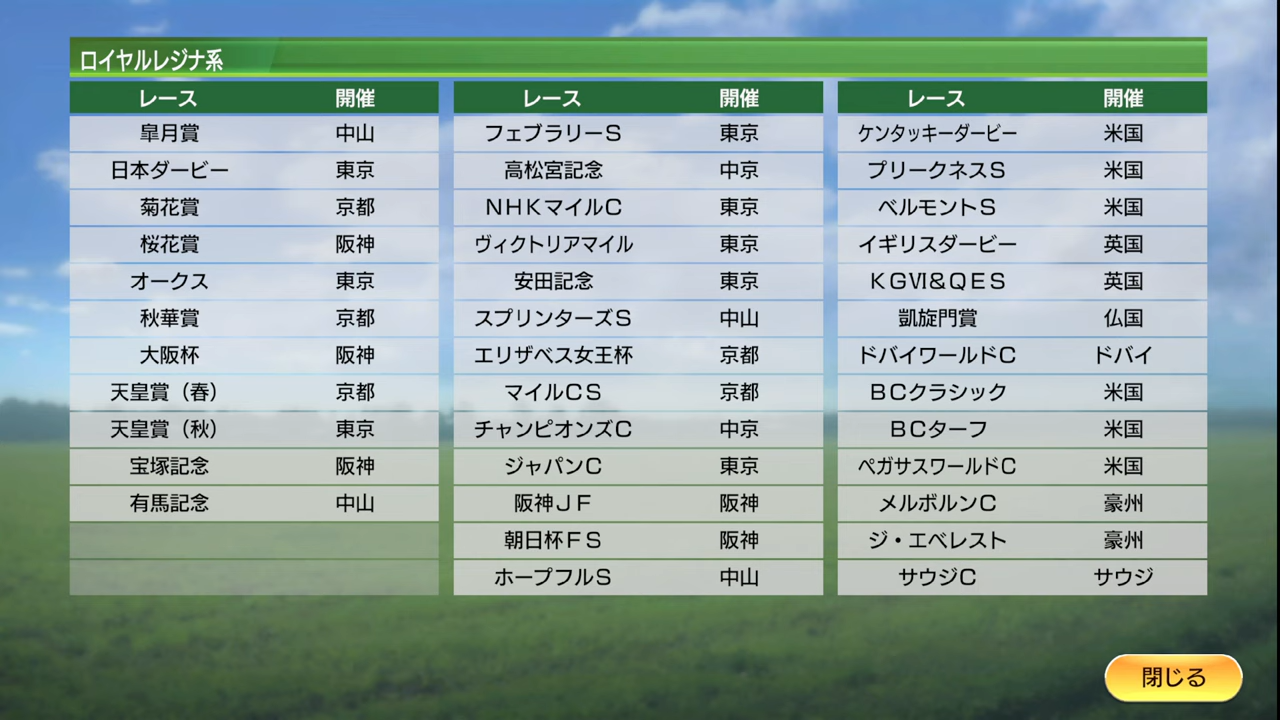 ロイヤルレジナ系
レース 開催
皐月賞 中山
日本ダービー 東京
菊花賞 京都
桜花賞 阪神
オークス 東京
秋華賞 京都
大阪杯 阪神
天皇賞（春） 京都
天皇賞（秋） 東京
宝塚記念 阪神
有馬記念 中山
レース 開催
フェブラリーＳ 東京
高松宮記念 中京
ＮＨＫマイルＣ 東京
ヴィクトリアマイル 東京
安田記念 東京
スプリンターズＳ 中山
エリザベス女王杯 京都
マイルＣＳ 京都
チャンピオンズＣ 中京
ジャパンＣ 東京
阪神ＪＦ 阪神
朝日杯ＦＳ 阪神
ホープフルＳ 中山
レース 開催
ケンタッキーダービー 米国
プリークネスＳ 米国
ベルモントＳ 米国
イギリスダービー 英国
ＫＧⅥ＆ＱＥＳ 英国
凱旋門賞 仏国
ドバイワールドＣ ドバイ
ＢＣクラシック 米国
ＢＣターフ 米国
ペガサスワールドＣ 米国
メルボルンＣ 豪州
ジ・エベレスト 豪州
サウジＣ サウジ
閉じる